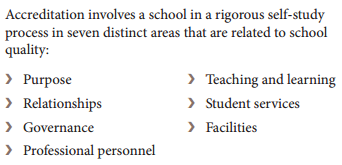 Accreditation involves a school in a rigorous self-study
process in seven distinct areas that are related to school
quality:
❯ Purpose
❯ Relationships
❯ Governance
❯ Professional personnel
❯ Teaching and learning
❯ Student services
❯ Facilities